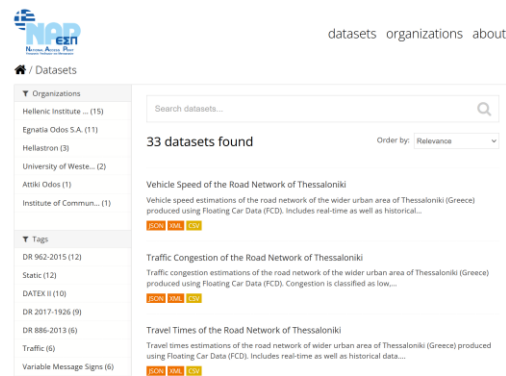 NAP
ΕΣΠ
National Access Point
datasets organizations about
/ Datasets
Organizations
Hellenic Institute ... (15)
Egnatia Odos S.A. (11)
Hellastron (3)
University of Weste... (2)
Attiki Odos (1)
Institute of Commun... (1)
Tags
DR 962-2015 (12)
Static (12)
DATEX II (10)
DR 2017-1926 (9)
DR 886-2013 (6)
Traffic (6)
Variable Message Signs (6)
Search datasets...
33 datasets found
Order by: Relevance
Vehicle Speed of the Road Network of Thessaloniki
Vehicle speed estimations of the road network of the wider urban area of Thessaloniki (Greece)
produced using Floating Car Data (FCD). Includes real-time as well as historical...
JSON XML CSV
Traffic Congestion of the Road Network of Thessaloniki
Traffic congestion estimations of the road network of the wider urban area of Thessaloniki (Greece)
produced using Floating Car Data (FCD). Congestion is classified as low,...
JSON XML CSV
Travel Times of the Road Network of Thessaloniki
Travel times estimations of the road network of wider urban area of Thessaloniki (Greece) produced
using Floating Car Data (FCD). Includes real-time as well as historical data....
JSON XML CSV